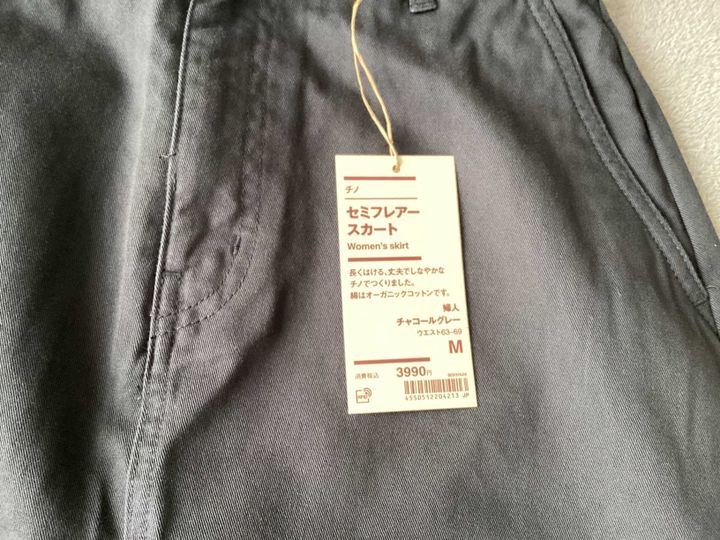 チノ
セミフレアー
スカート
Women's skirt
長くはける、丈夫でしなやかな
チノでつくりました。
綿はオーガニックコットンです。
婦人
チャコールグレー
ウエスト63-69
M
消費税込 3990円
4550512204213 JP